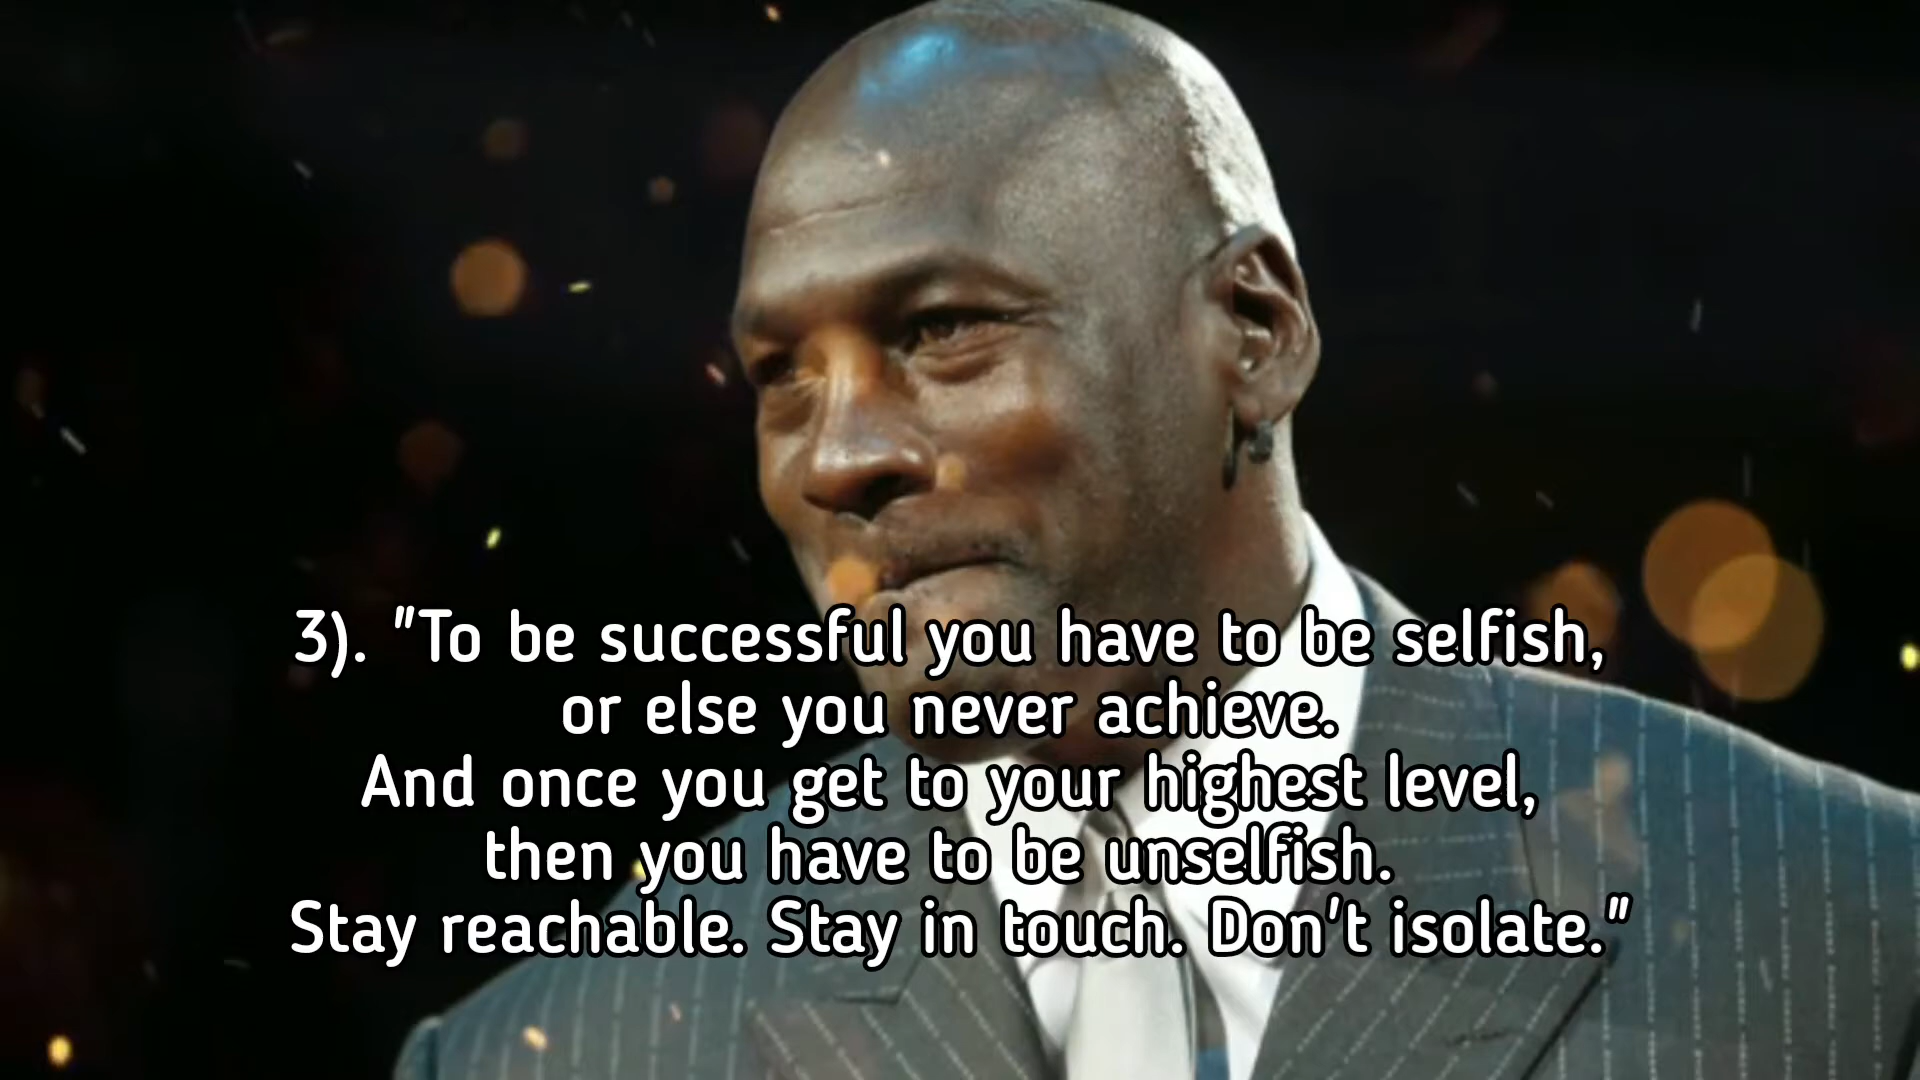 3). "To be successful you have to be selfish,
or else you never achieve.
And once you get to your highest level,
then you have to be unselfish.
Stay reachable. Stay in touch. Don't isolate."